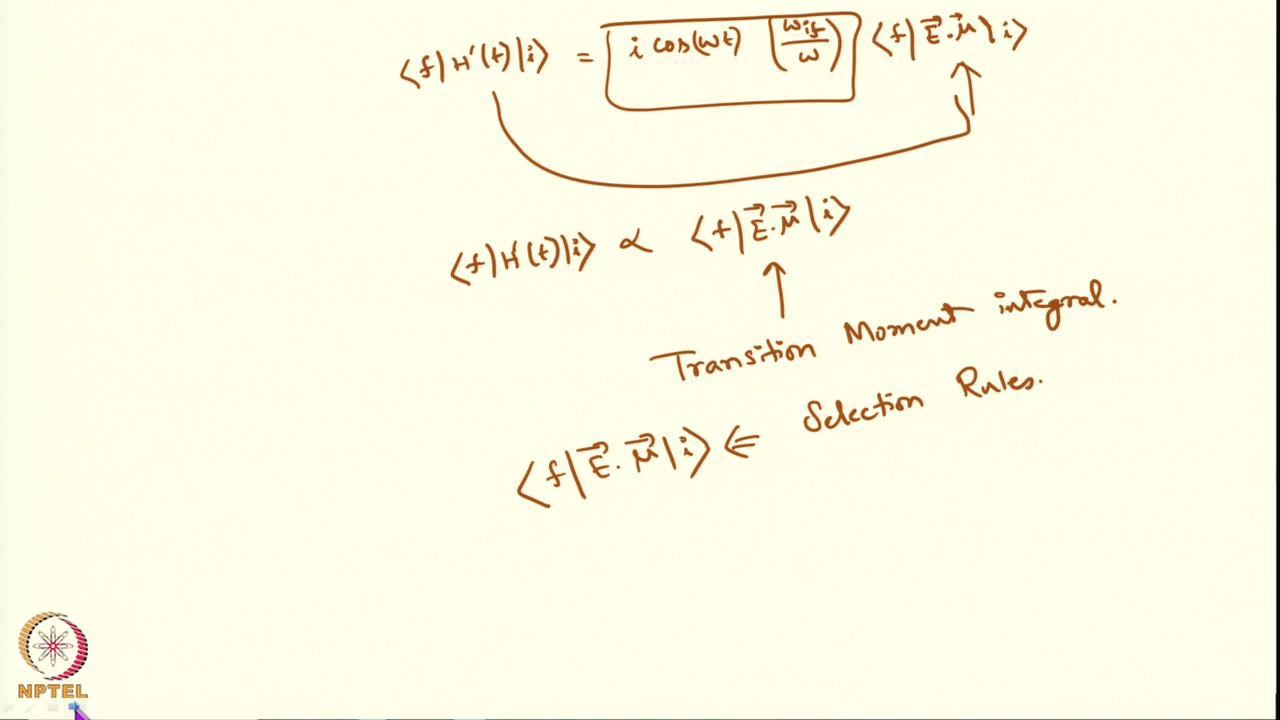 ⟨f|H'(t)|i⟩ = i cos(ωt) (ω_if/ω) ⟨f|E⃗.μ⃗|i⟩
⟨f|H'(t)|i⟩ ∝ ⟨f|E⃗.μ⃗|i⟩
↑
Transition Moment integral.
Selection Rules.
⟨f|E⃗.μ⃗|i⟩ ⇐
NPTEL